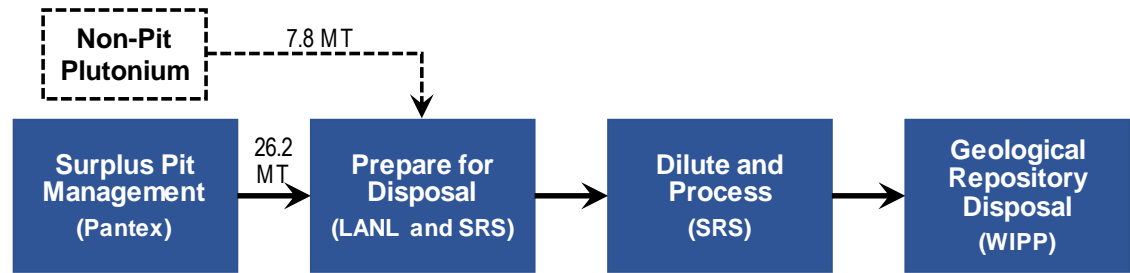 Non-Pit
Plutonium
7.8 MT
Surplus Pit
Management
(Pantex)
26.2
MT
Prepare for
Disposal
(LANL and SRS)
Dilute and
Process
(SRS)
Geological
Repository
Disposal
(WIPP)